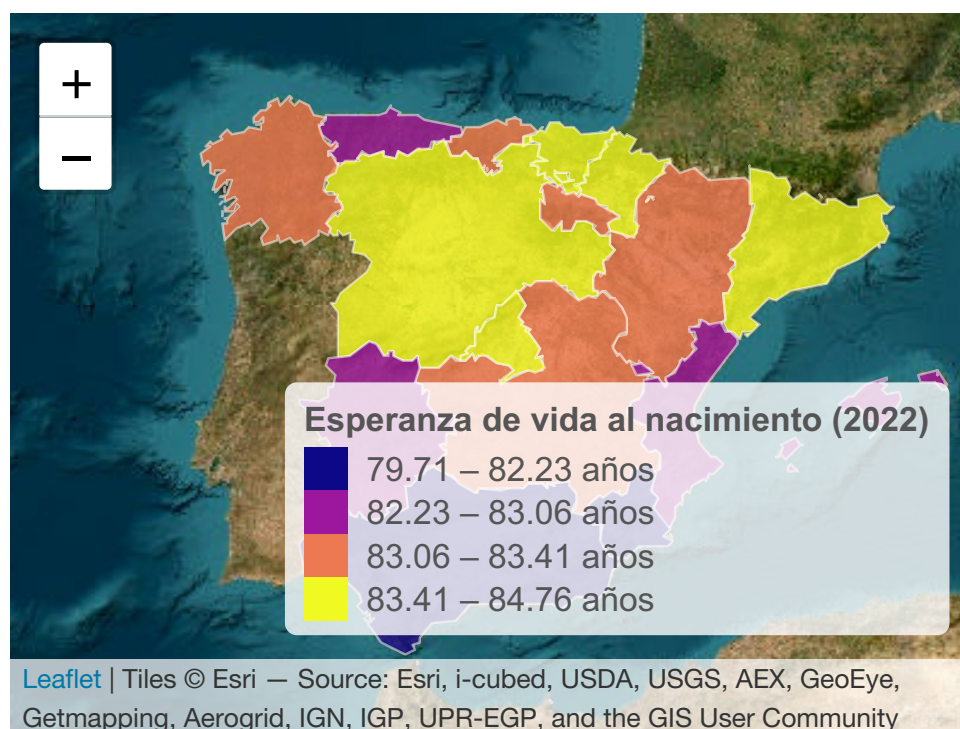 +
−
Esperanza de vida al nacimiento (2022)
79.71 – 82.23 años
82.23 – 83.06 años
83.06 – 83.41 años
83.41 – 84.76 años
Leaflet | Tiles © Esri — Source: Esri, i-cubed, USDA, USGS, AEX, GeoEye,
Getmapping, Aerogrid, IGN, IGP, UPR-EGP, and the GIS User Community